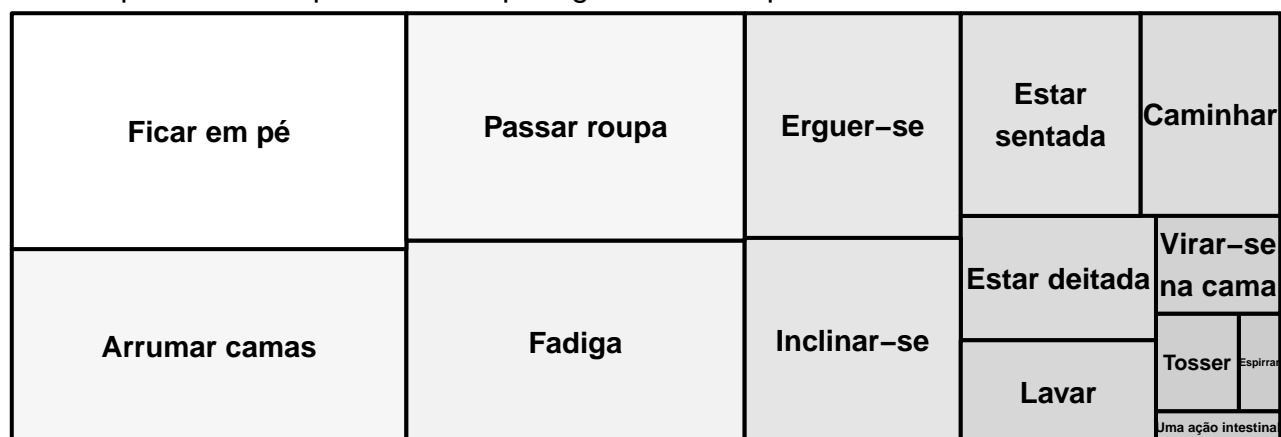 Ficar em pé
Passar roupa
Erguer−se
Estar
sentada
Caminhar
Arrumar camas
Fadiga
Inclinar−se
Estar deitada
Virar−se
na cama
Lavar
Tosser
Espirrar
Uma ação intestinal